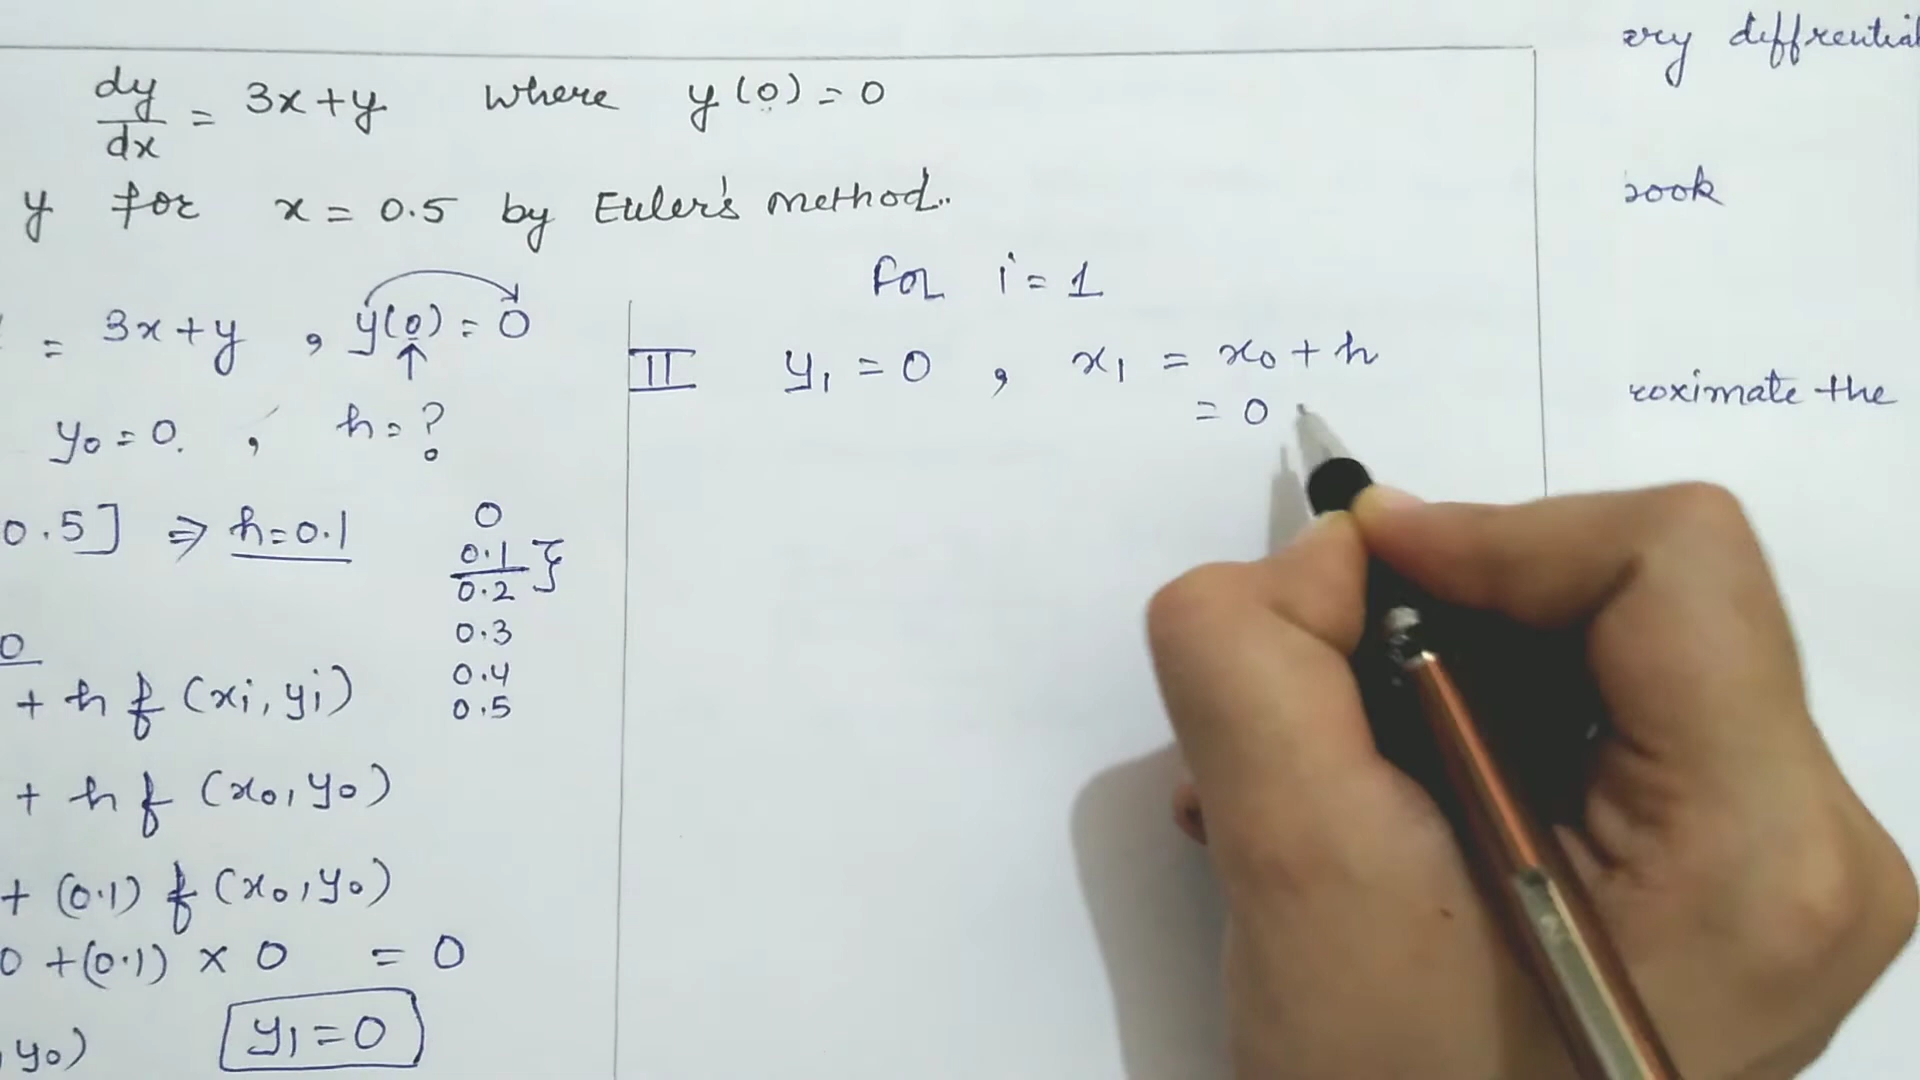 dy/dx = 3x+y where y(0)=0
y for x = 0.5 by Euler's method.
= 3x+y , y(0)=0
y₀=0. , h=?
0.5] ⇒ h=0.1
0
0.1
0.2
0.3
0.4
0.5
0
+ h f (xi, yi)
+ h f (x₀, y₀)
+ (0.1) f (x₀, y₀)
0 +(0.1) × 0 = 0
, y₀) y₁=0
For i = 1
II y₁ = 0 , x₁ = x₀ + h
= 0
ery diffrential
rook
roximate the